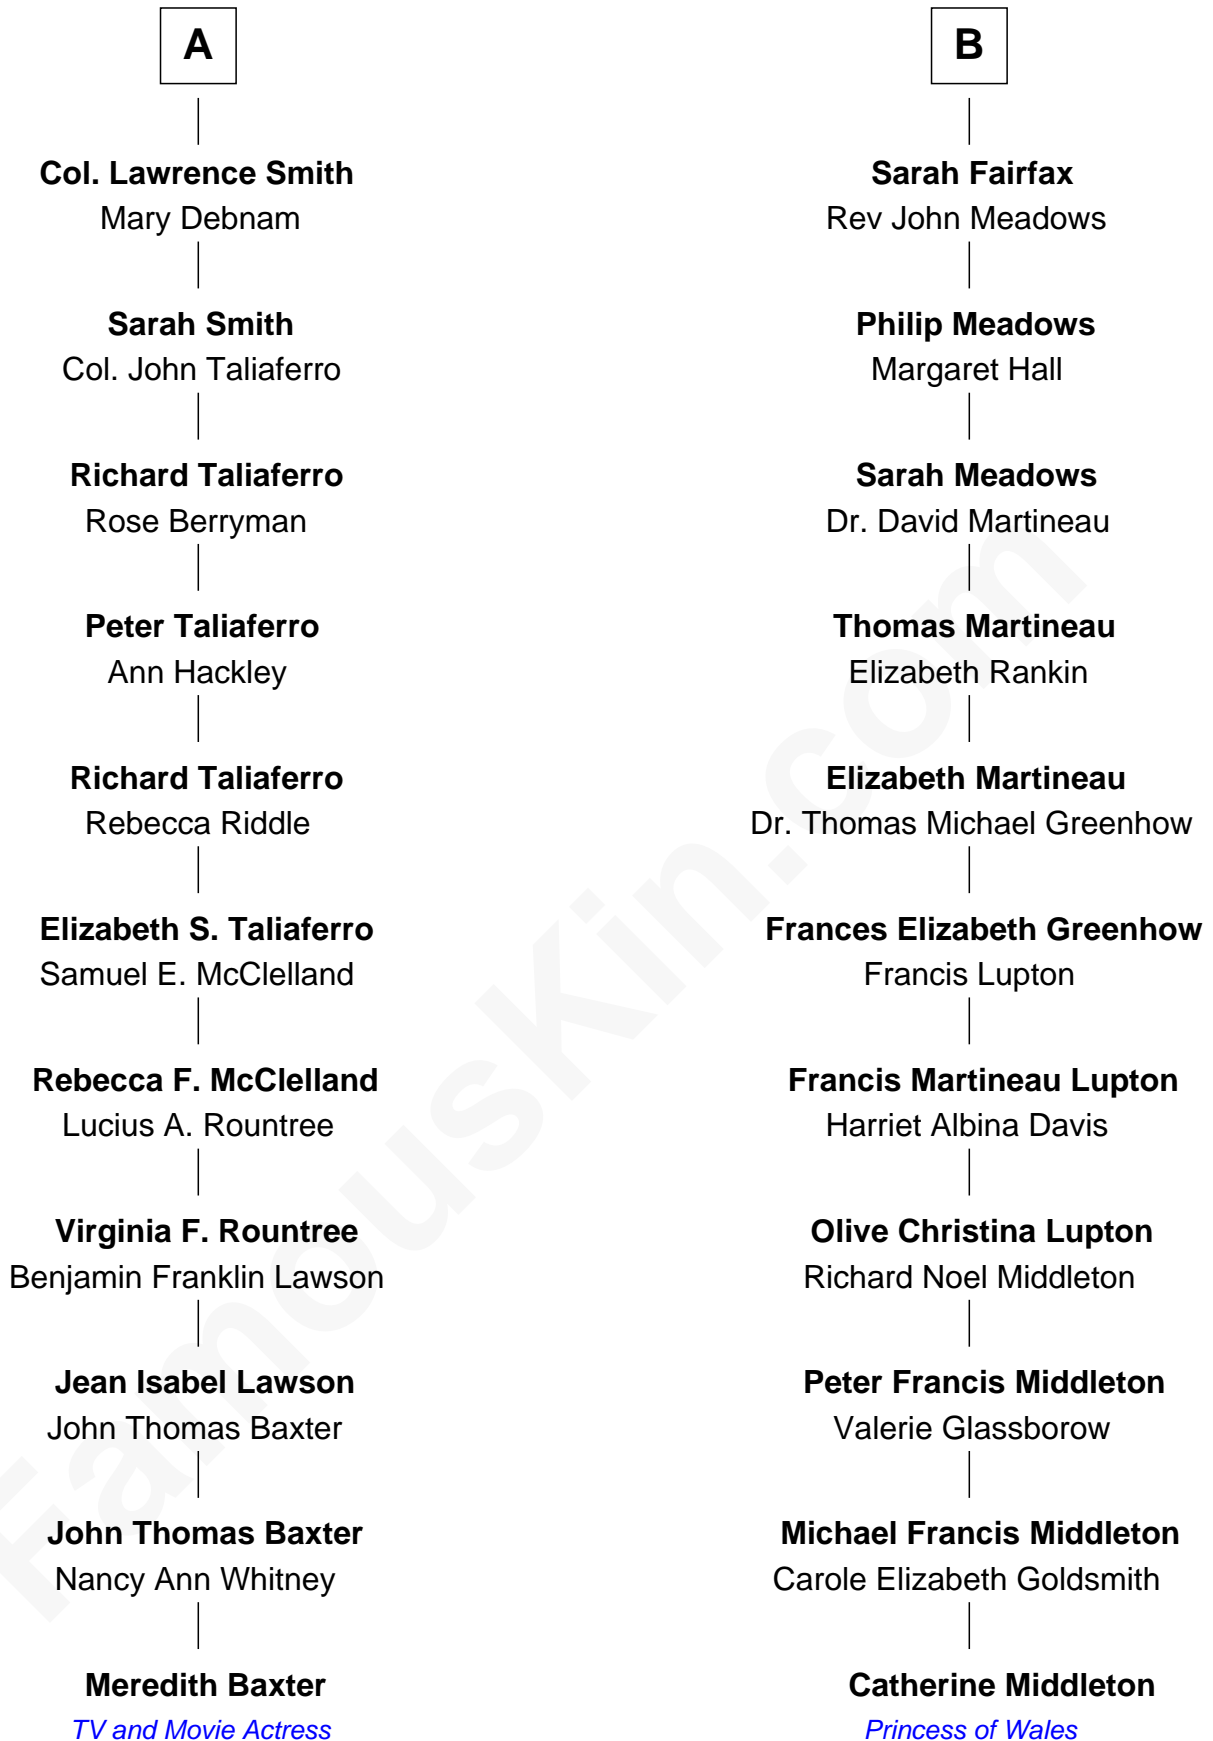 A
Col. Lawrence Smith
Mary Debnam
Sarah Smith
Col. John Taliaferro
Richard Taliaferro
Rose Berryman
Peter Taliaferro
Ann Hackley
Richard Taliaferro
Rebecca Riddle
Elizabeth S. Taliaferro
Samuel E. McClelland
Rebecca F. McClelland
Lucius A. Rountree
Virginia F. Rountree
Benjamin Franklin Lawson
Jean Isabel Lawson
John Thomas Baxter
John Thomas Baxter
Nancy Ann Whitney
Meredith Baxter
TV and Movie Actress
B
Sarah Fairfax
Rev John Meadows
Philip Meadows
Margaret Hall
Sarah Meadows
Dr. David Martineau
Thomas Martineau
Elizabeth Rankin
Elizabeth Martineau
Dr. Thomas Michael Greenhow
Frances Elizabeth Greenhow
Francis Lupton
Francis Martineau Lupton
Harriet Albina Davis
Olive Christina Lupton
Richard Noel Middleton
Peter Francis Middleton
Valerie Glassborow
Michael Francis Middleton
Carole Elizabeth Goldsmith
Catherine Middleton
Princess of Wales
FamousKin.com